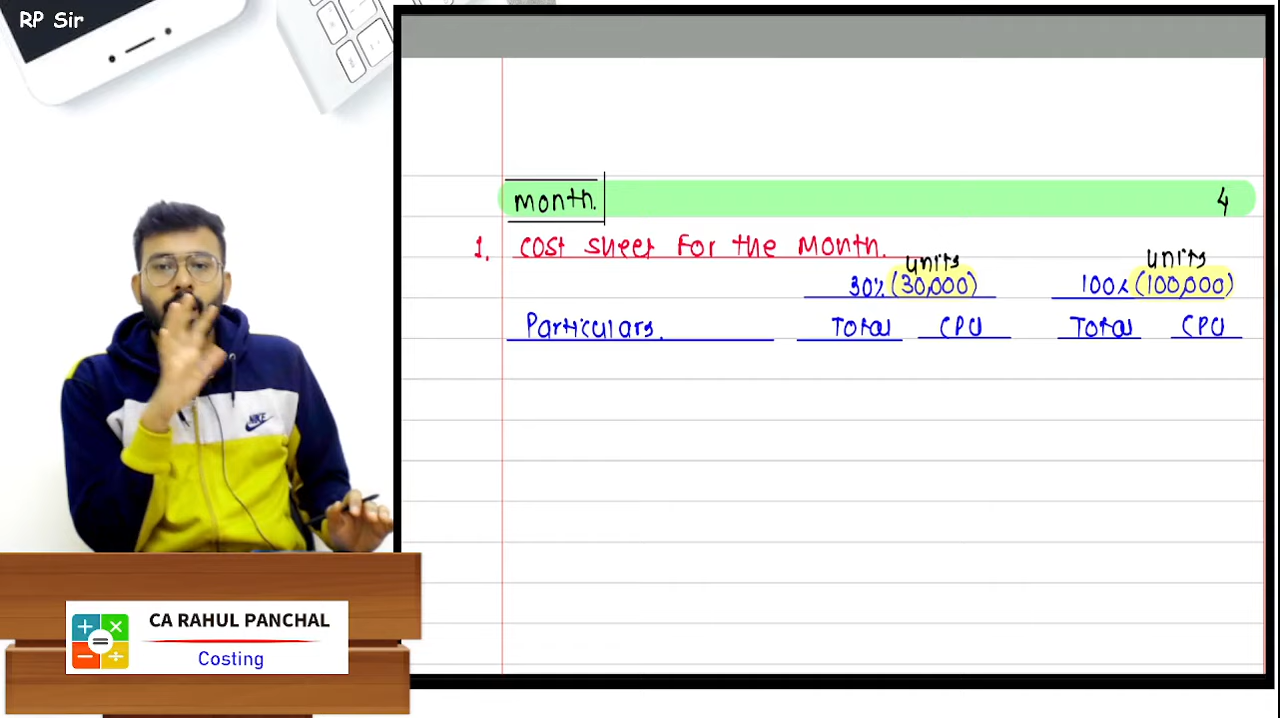 RP Sir
month. 4
1. Cost sheet for the month.
units units
30% (30,000) 100% (100,000)
Particulars. Total CPU Total CPU
NIKE
CA RAHUL PANCHAL
Costing